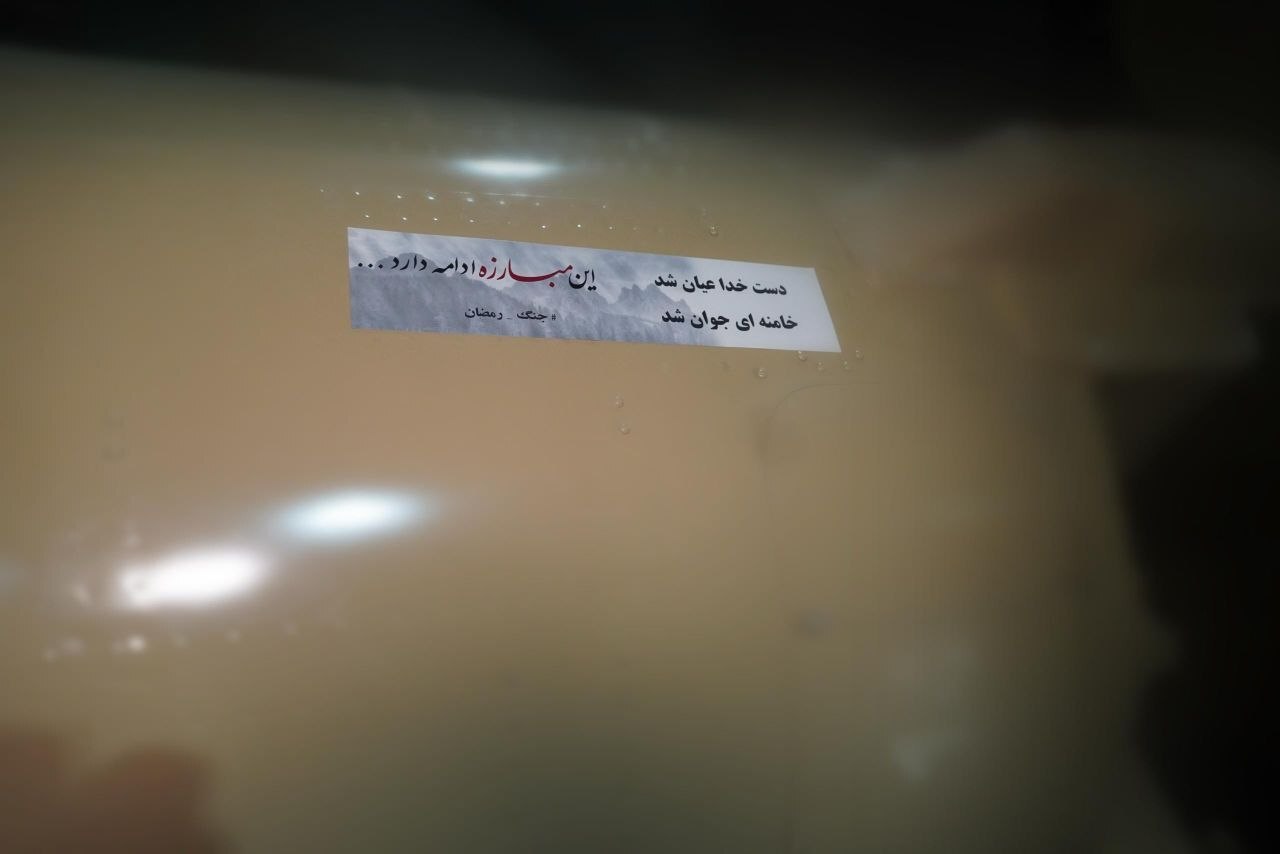 دست خدا عیان شد
خامنه ای جوان شد
این مبارزه ادامه دارد ...
# جنگ _ رمضان